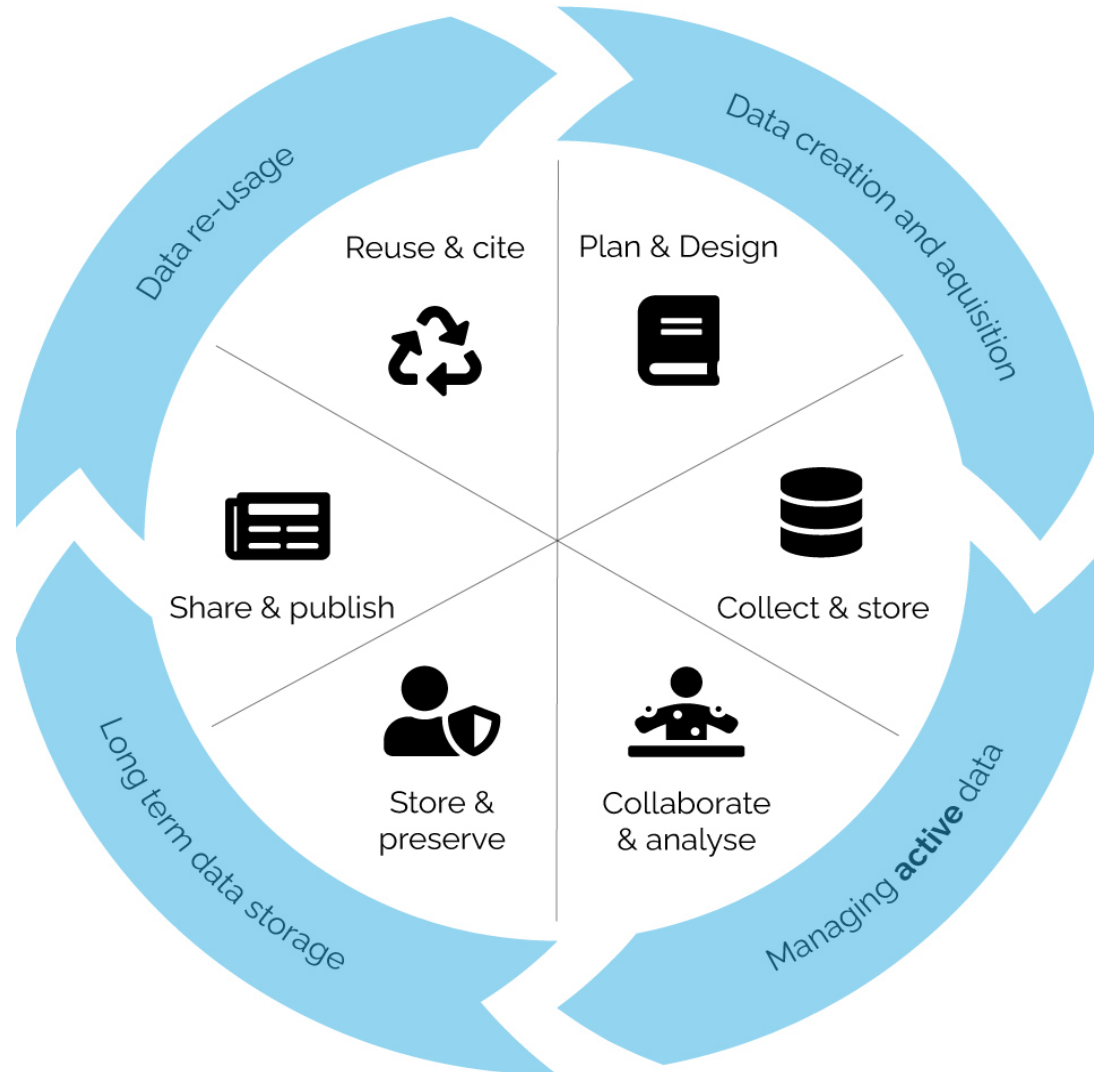 Data creation and aquisition
Managing active data
Long term data storage
Data re-usage
Plan & Design
Collect & store
Collaborate
& analyse
Store &
preserve
Share & publish
Reuse & cite